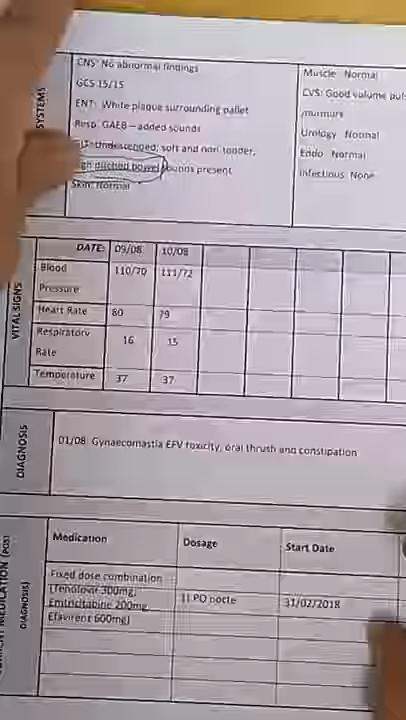 SYSTEMS
CNS: No abnormal findings
GCS 15/15
ENT: White plaque surrounding pallet
Resp: GAEB – added sounds
GIT: Undistended; soft and non-tender,
high pitched bowel sounds present
Skin: Normal
Muscle Normal
CVS: Good volume
murmurs
Urology Normal
Endo Normal
Infectious None
VITAL SIGNS
DATE: 09/08 10/08
Blood Pressure 110/70 111/72
Heart Rate 80 79
Respiratory Rate 16 15
Temperature 37 37
DIAGNOSIS
01/08 Gynaecomastia EFV toxicity, oral thrush and constipation
MEDICATION (POST DIAGNOSIS)
Medication Dosage Start Date
Fixed dose combination
(Tenofovir 300mg,
Emtricitabine 200mg,
Efavirenz 600mg)
PO nocte 31/02/2018